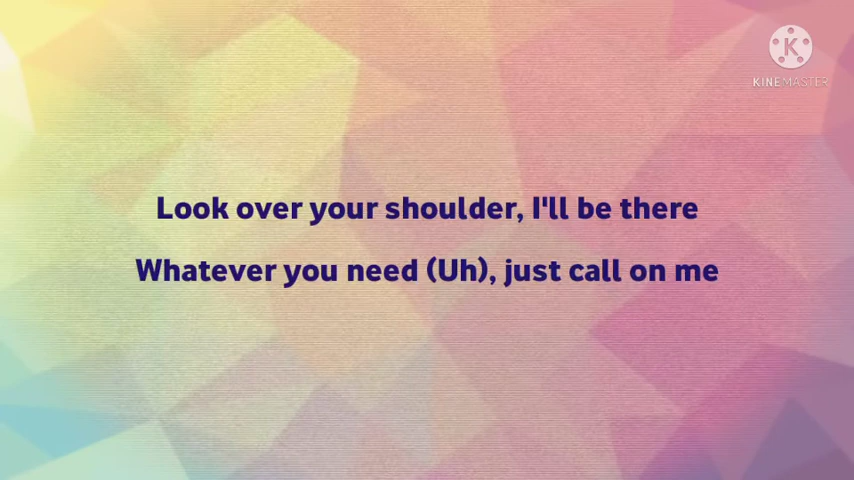 KINEMASTER
Look over your shoulder, I'll be there
Whatever you need (Uh), just call on me